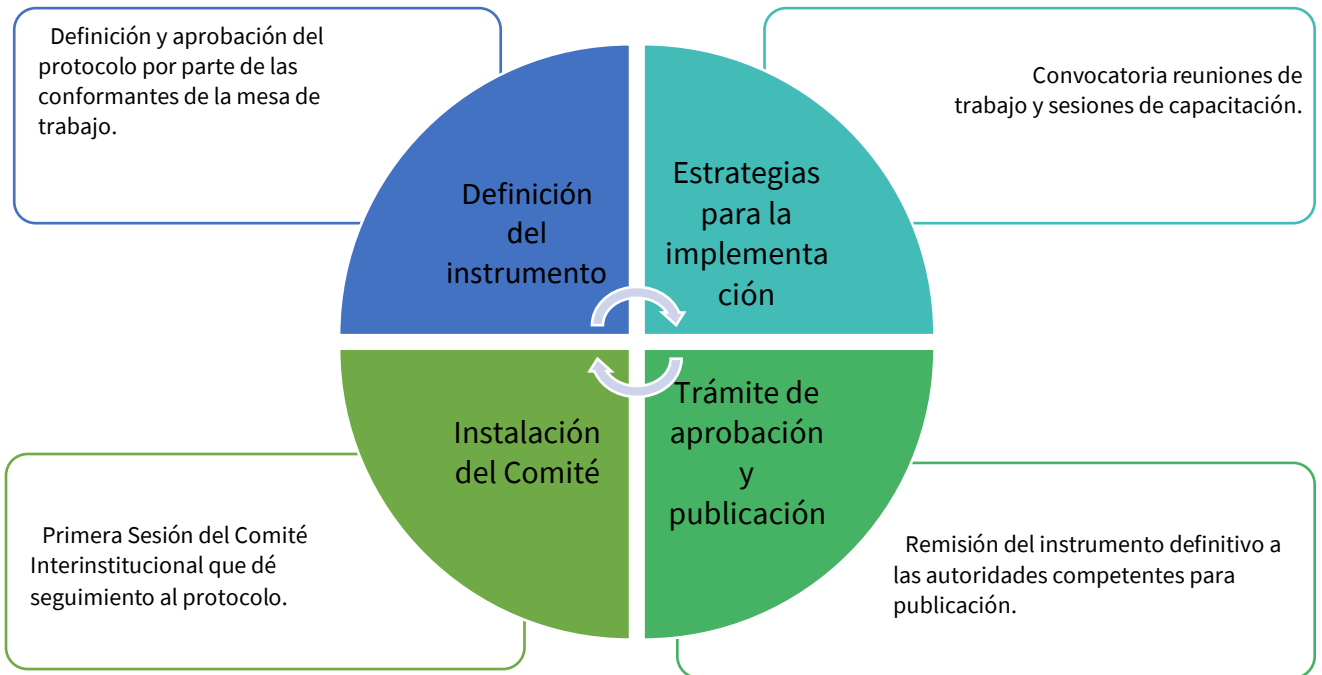 Definición y aprobación del
protocolo por parte de las
conformantes de la mesa de
trabajo.
Convocatoria reuniones de
trabajo y sesiones de capacitación.
Definición
del
instrumento
Estrategias
para la
implementa
ción
Instalación
del Comité
Trámite de
aprobación
y
publicación
Primera Sesión del Comité
Interinstitucional que dé
seguimiento al protocolo.
Remisión del instrumento definitivo a
las autoridades competentes para
publicación.